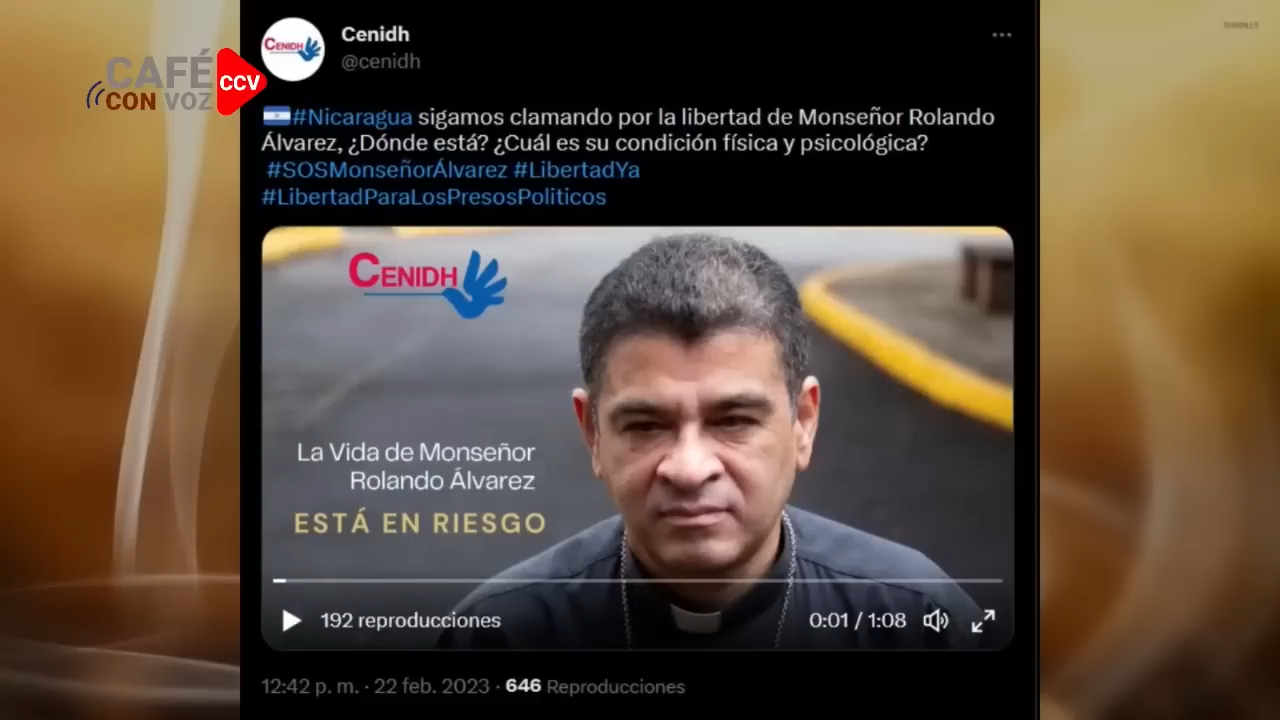 CAFÉ
CON VOZ
CCV
CENIDH
Cenidh
@cenidh
#Nicaragua sigamos clamando por la libertad de Monseñor Rolando
Álvarez, ¿Dónde está? ¿Cuál es su condición física y psicológica?
#SOSMonseñorÁlvarez #LibertadYa
#LibertadParaLosPresosPoliticos
CENIDH
La Vida de Monseñor
Rolando Álvarez
ESTÁ EN RIESGO
192 reproducciones
0:01 / 1:08
12:42 p. m. · 22 feb. 2023 · 646 Reproducciones